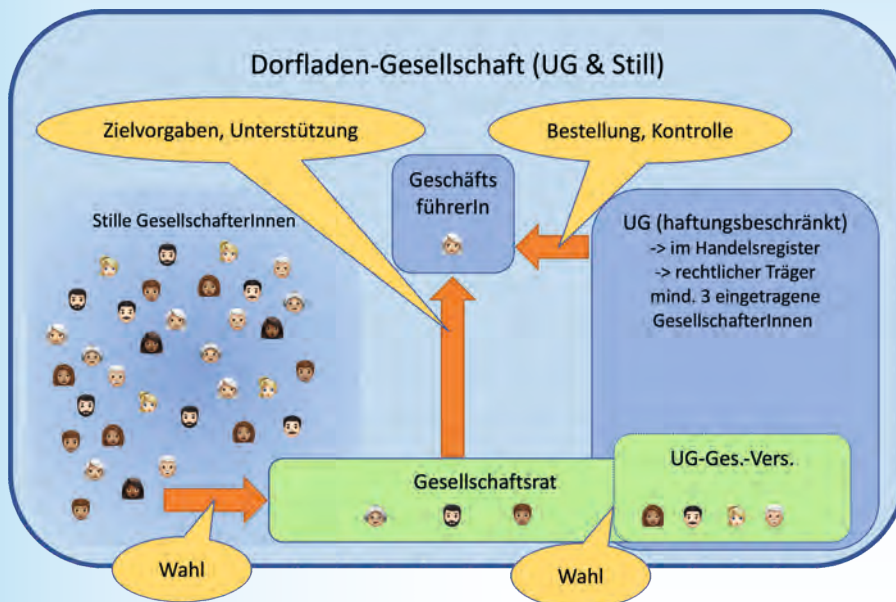 Dorfladen-Gesellschaft (UG & Still)
Zielvorgaben, Unterstützung
Bestellung, Kontrolle
Geschäfts
führerIn
Stille GesellschafterInnen
UG (haftungsbeschränkt)
-> im Handelsregister
-> rechtlicher Träger
mind. 3 eingetragene
GesellschafterInnen
Gesellschaftsrat
UG-Ges.-Vers.
Wahl
Wahl